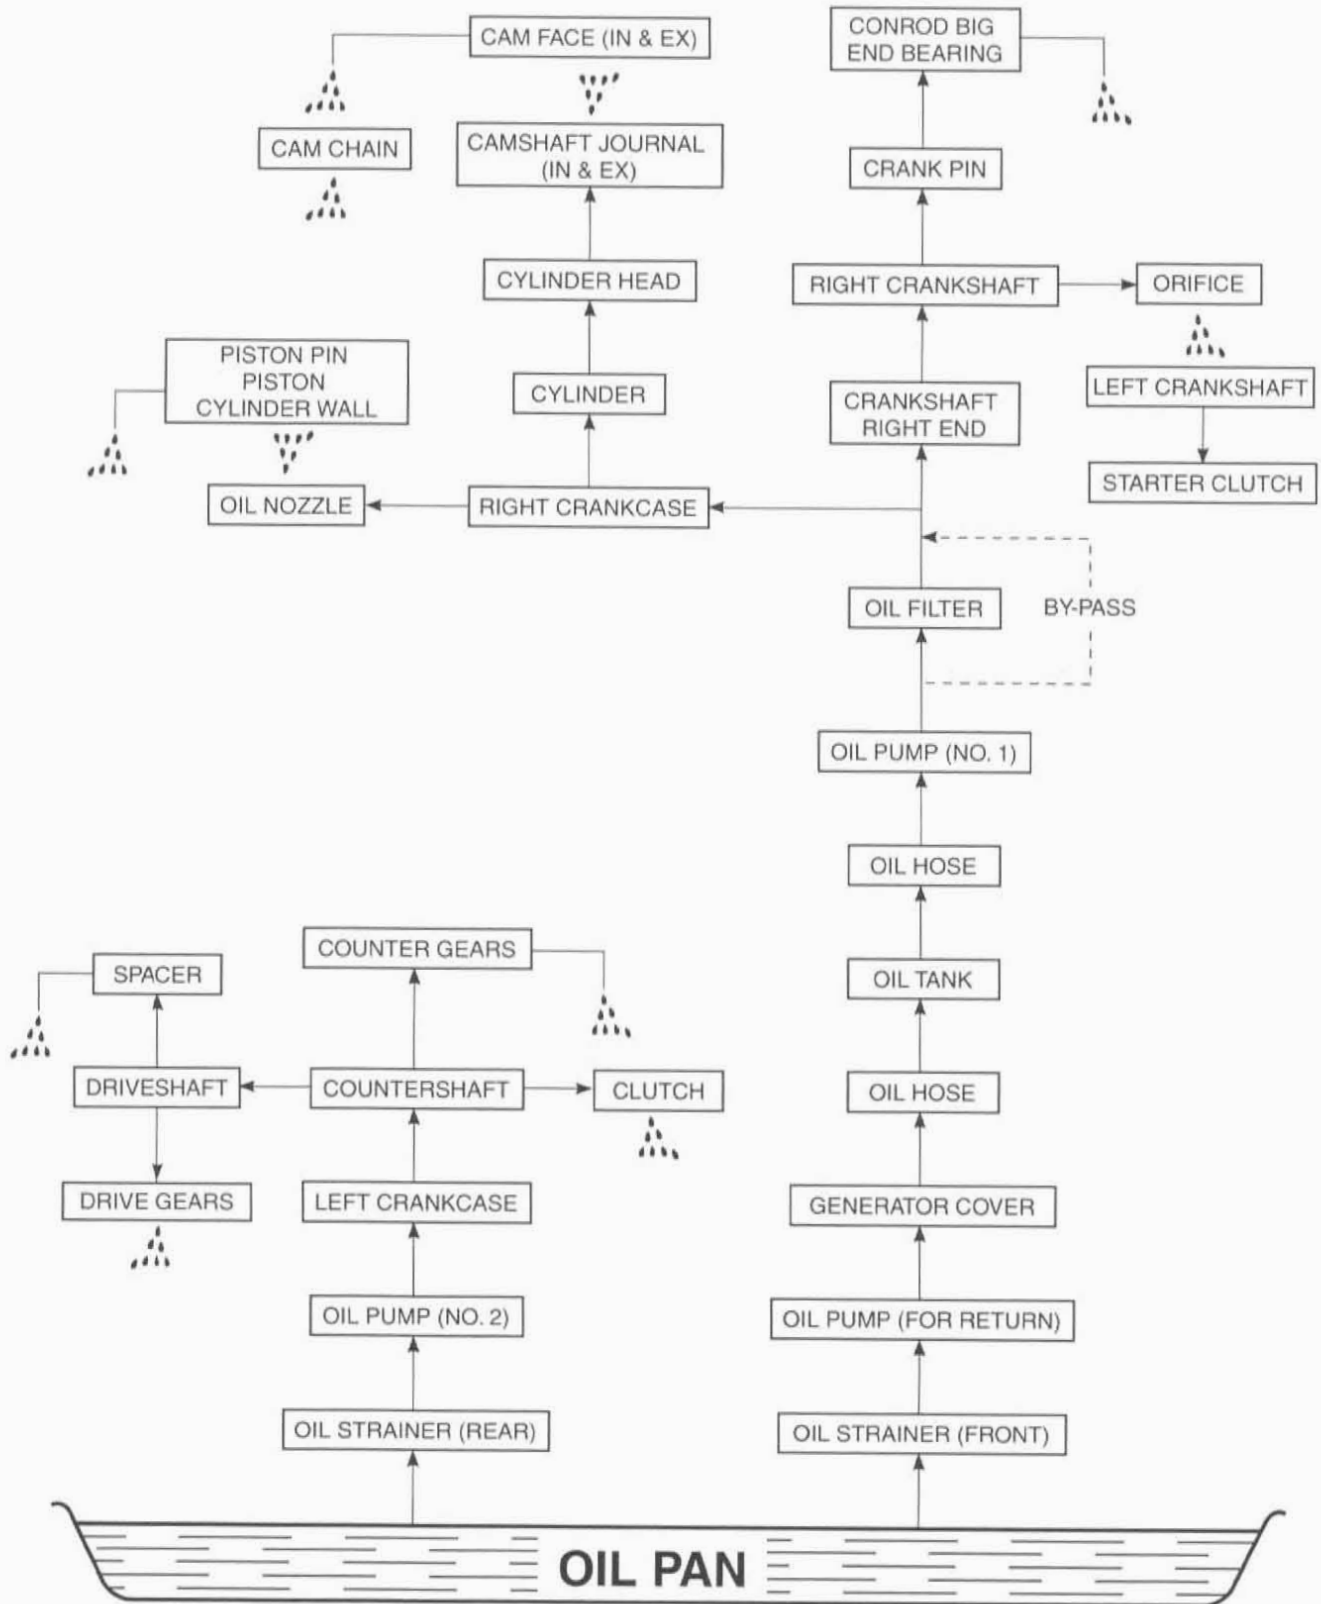 CAM FACE (IN & EX)
CONROD BIG
END BEARING
CAM CHAIN
CAMSHAFT JOURNAL
(IN & EX)
CRANK PIN
CYLINDER HEAD
RIGHT CRANKSHAFT
ORIFICE
PISTON PIN
PISTON
CYLINDER WALL
CYLINDER
CRANKSHAFT
RIGHT END
LEFT CRANKSHAFT
STARTER CLUTCH
OIL NOZZLE
RIGHT CRANKCASE
OIL FILTER
BY-PASS
OIL PUMP (NO. 1)
OIL HOSE
COUNTER GEARS
SPACER
OIL TANK
DRIVESHAFT
COUNTERSHAFT
CLUTCH
OIL HOSE
DRIVE GEARS
LEFT CRANKCASE
GENERATOR COVER
OIL PUMP (NO. 2)
OIL PUMP (FOR RETURN)
OIL STRAINER (REAR)
OIL STRAINER (FRONT)
OIL PAN